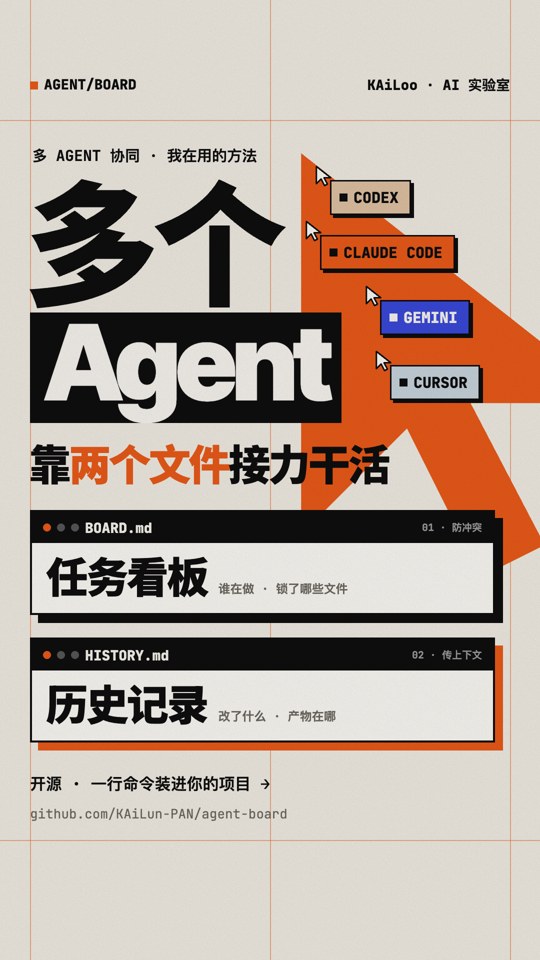 AGENT/BOARD
KAiLoo · AI 实验室
多 AGENT 协同 · 我在用的方法
多个
Agent
靠两个文件接力干活
CODEX
CLAUDE CODE
GEMINI
CURSOR
BOARD.md
01 · 防冲突
任务看板
谁在做 · 锁了哪些文件
HISTORY.md
02 · 传上下文
历史记录
改了什么 · 产物在哪
开源 · 一行命令装进你的项目 →
github.com/KAiLun-PAN/agent-board